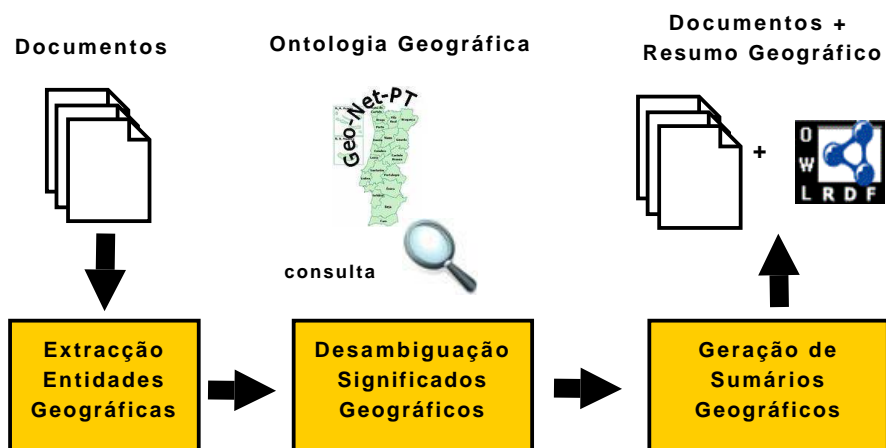 Documentos
Ontologia Geográfica
Documentos +
Resumo Geográfico
Geo-Net-PT
+
O
W
L R D F
consulta
Extracção
Entidades
Geográficas
Desambiguação
Significados
Geográficos
Geração de
Sumários
Geográficos